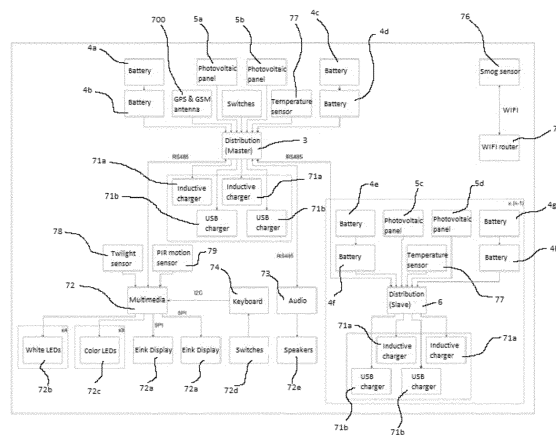 700
5a
5b
77
4c
4a
4d
76
Battery
Photovoltaic panel
Photovoltaic panel
Battery
Smog sensor
4b
Battery
GPS & GSM antenna
Switches
Temperature sensor
Battery
WIFI
Distribution (Master)
3
WIFI router
RS485
RS485
71a
Inductive charger
Inductive charger
71a
71b
USB charger
USB charger
71b
4e
5c
5d
x (n-1)
Battery
Photovoltaic panel
Photovoltaic panel
Battery
78
79
RS485
Twilight sensor
PIR motion sensor
74
73
Battery
Temperature sensor
Battery
72
Multimedia
I2C
Keyboard
Audio
4f
Distribution (Slave)
6
77
SPI
SPI
71a
White LEDs
Color LEDs
Eink Display
Eink Display
Switches
Speakers
Inductive charger
Inductive charger
71a
72b
72c
72a
72a
72d
72e
USB charger
USB charger
71b
71b